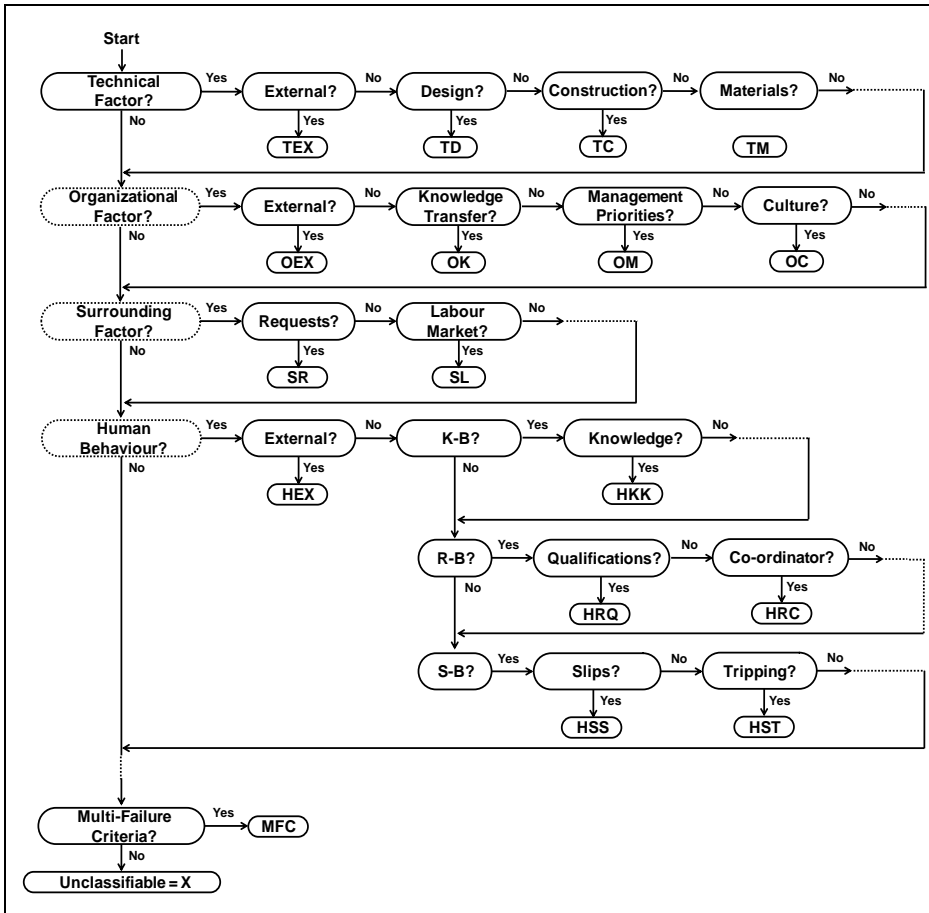 Start
Technical
Factor?
Yes
External?
No
Design?
No
Construction?
No
Materials?
No
No
Yes
Yes
Yes
TEX
TD
TC
TM
Organizational
Factor?
Yes
External?
No
Knowledge
Transfer?
No
Management
Priorities?
No
Culture?
No
No
Yes
Yes
Yes
Yes
OEX
OK
OM
OC
Surrounding
Factor?
Yes
Requests?
No
Labour
Market?
No
No
Yes
Yes
SR
SL
Human
Behaviour?
Yes
External?
No
K-B?
Yes
Knowledge?
No
No
Yes
No
Yes
HEX
HKK
R-B?
Yes
Qualifications?
No
Co-ordinator?
No
No
Yes
Yes
HRQ
HRC
S-B?
Yes
Slips?
No
Tripping?
No
Yes
Yes
HSS
HST
Multi-Failure
Criteria?
Yes
MFC
No
Unclassifiable = X